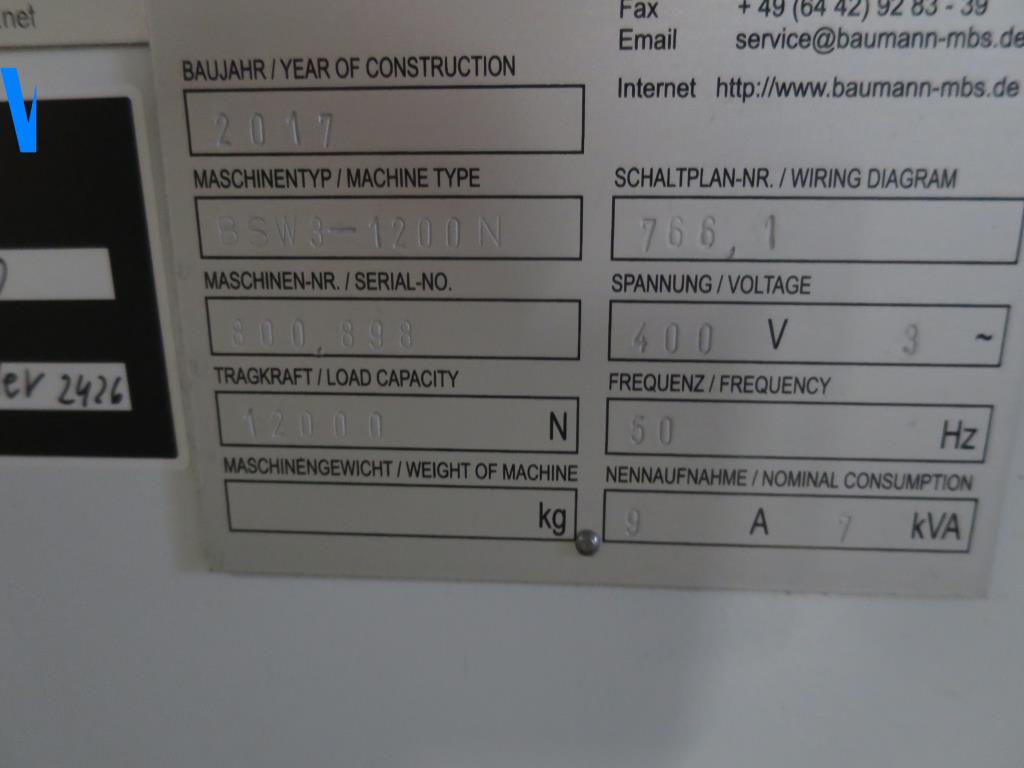 net
Fax + 49 (64 42) 92 83 - 39
Email service@baumann-mbs.de
Internet http://www.baumann-mbs.de
BAUJAHR / YEAR OF CONSTRUCTION
2017
MASCHINENTYP / MACHINE TYPE
BSW3-1200N
SCHALTPLAN-NR. / WIRING DIAGRAM
766,1
MASCHINEN-NR. / SERIAL-NO.
800,898
SPANNUNG / VOLTAGE
400 V 3 ~
TRAGKRAFT / LOAD CAPACITY
12000 N
FREQUENZ / FREQUENCY
50 Hz
MASCHINENGEWICHT / WEIGHT OF MACHINE
kg
NENNAUFNAHME / NOMINAL CONSUMPTION
9 A 7 kVA
er 2426